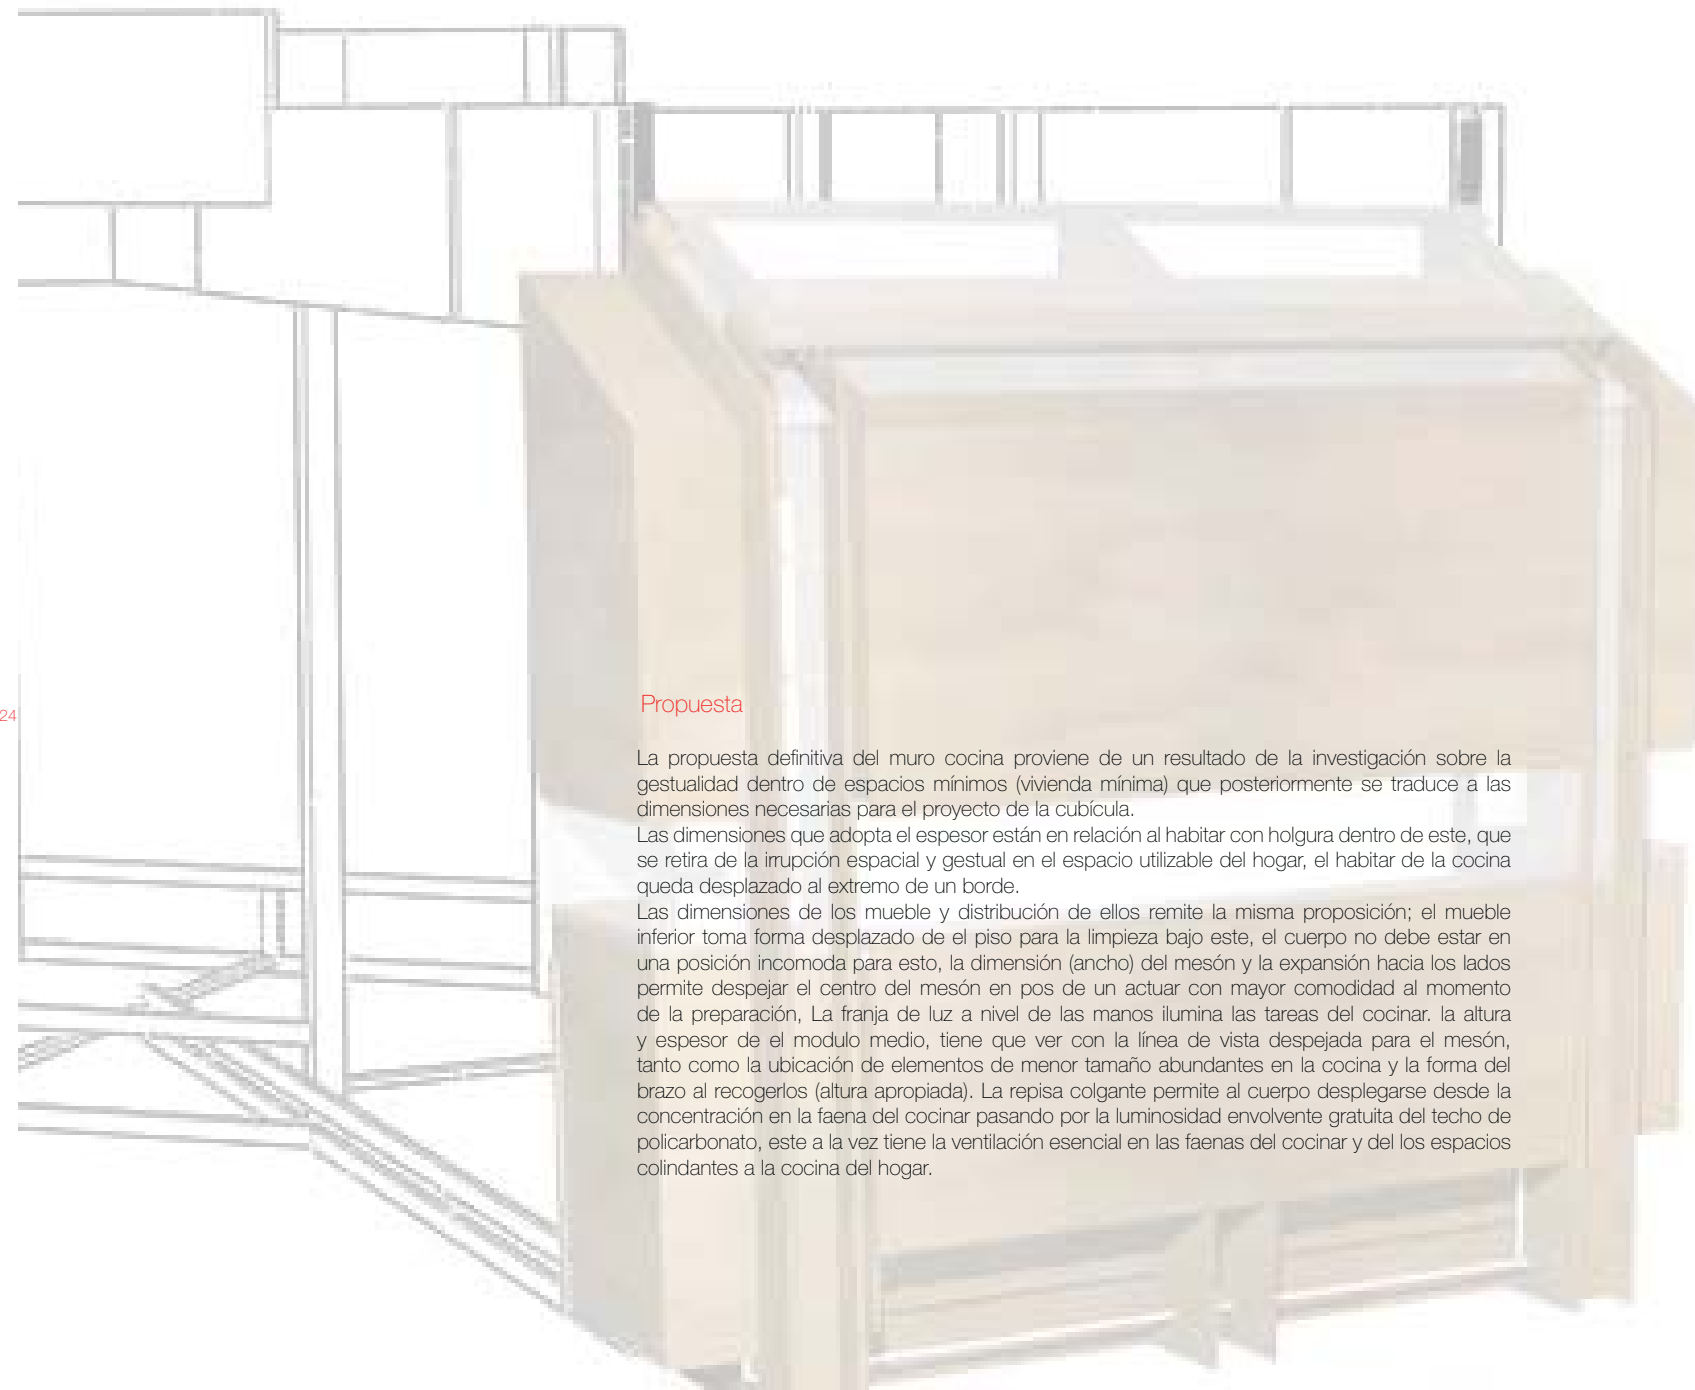 Propuesta
24
La propuesta definitiva del muro cocina proviene de un resultado de la investigación sobre la
gestualidad dentro de espacios mínimos (vivienda mínima) que posteriormente se traduce a las
dimensiones necesarias para el proyecto de la cubícula.
Las dimensiones que adopta el espesor están en relación al habitar con holgura dentro de este, que
se retira de la irrupción espacial y gestual en el espacio utilizable del hogar, el habitar de la cocina
queda desplazado al extremo de un borde.
Las dimensiones de los mueble y distribución de ellos remite la misma proposición; el mueble
inferior toma forma desplazado de el piso para la limpieza bajo este, el cuerpo no debe estar en
una posición incomoda para esto, la dimensión (ancho) del mesón y la expansión hacia los lados
permite despejar el centro del mesón en pos de un actuar con mayor comodidad al momento
de la preparación, La franja de luz a nivel de las manos ilumina las tareas del cocinar. la altura
y espesor de el modulo medio, tiene que ver con la línea de vista despejada para el mesón,
tanto como la ubicación de elementos de menor tamaño abundantes en la cocina y la forma del
brazo al recogerlos (altura apropiada). La repisa colgante permite al cuerpo desplegarse desde la
concentración en la faena del cocinar pasando por la luminosidad envolvente gratuita del techo de
policarbonato, este a la vez tiene la ventilación esencial en las faenas del cocinar y del los espacios
colindantes a la cocina del hogar.